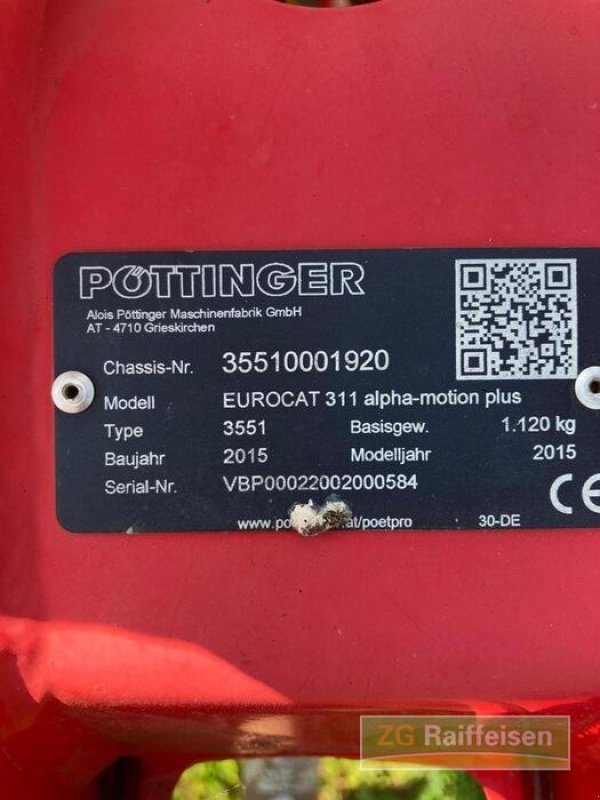 PÖTTINGER
Alois Pöttinger Maschinenfabrik GmbH
AT - 4710 Grieskirchen
Chassis-Nr. 35510001920
Modell EUROCAT 311 alpha-motion plus
Type 3551 Basisgew. 1.120 kg
Baujahr 2015 Modelljahr 2015
Serial-Nr. VBP00022002000584
CE
www.po .at/poetpro 30-DE
ZG Raiffeisen